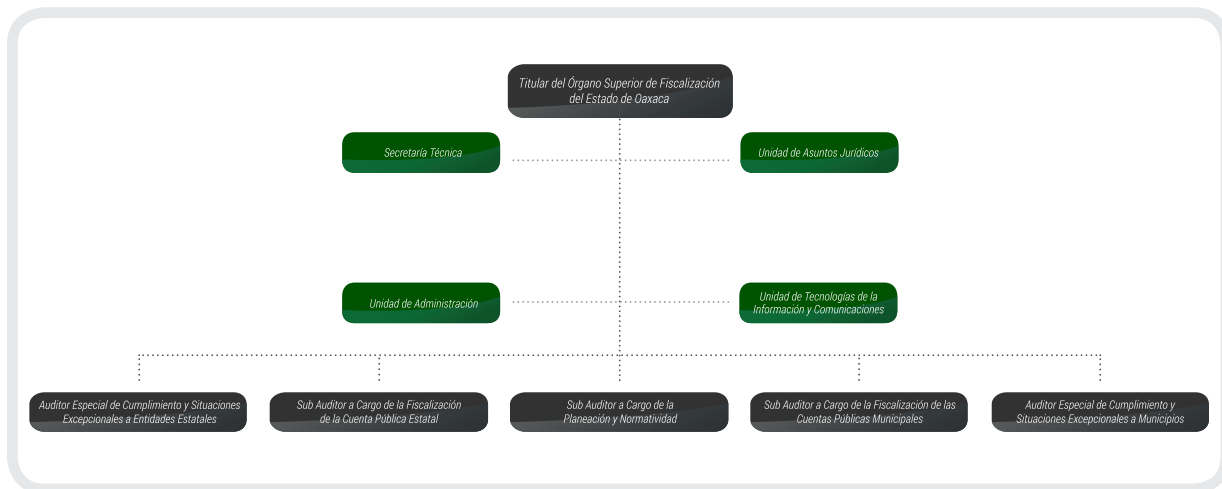 Titular del Órgano Superior de Fiscalización
del Estado de Oaxaca
Secretaría Técnica
Unidad de Asuntos Jurídicos
Unidad de Administración
Unidad de Tecnologías de la
Información y Comunicaciones
Auditor Especial de Cumplimiento y Situaciones
Excepcionales a Entidades Estatales
Sub Auditor a Cargo de la Fiscalización
de la Cuenta Pública Estatal
Sub Auditor a Cargo de la
Planeación y Normatividad
Sub Auditor a Cargo de la Fiscalización de las
Cuentas Públicas Municipales
Auditor Especial de Cumplimiento y
Situaciones Excepcionales a Municipios